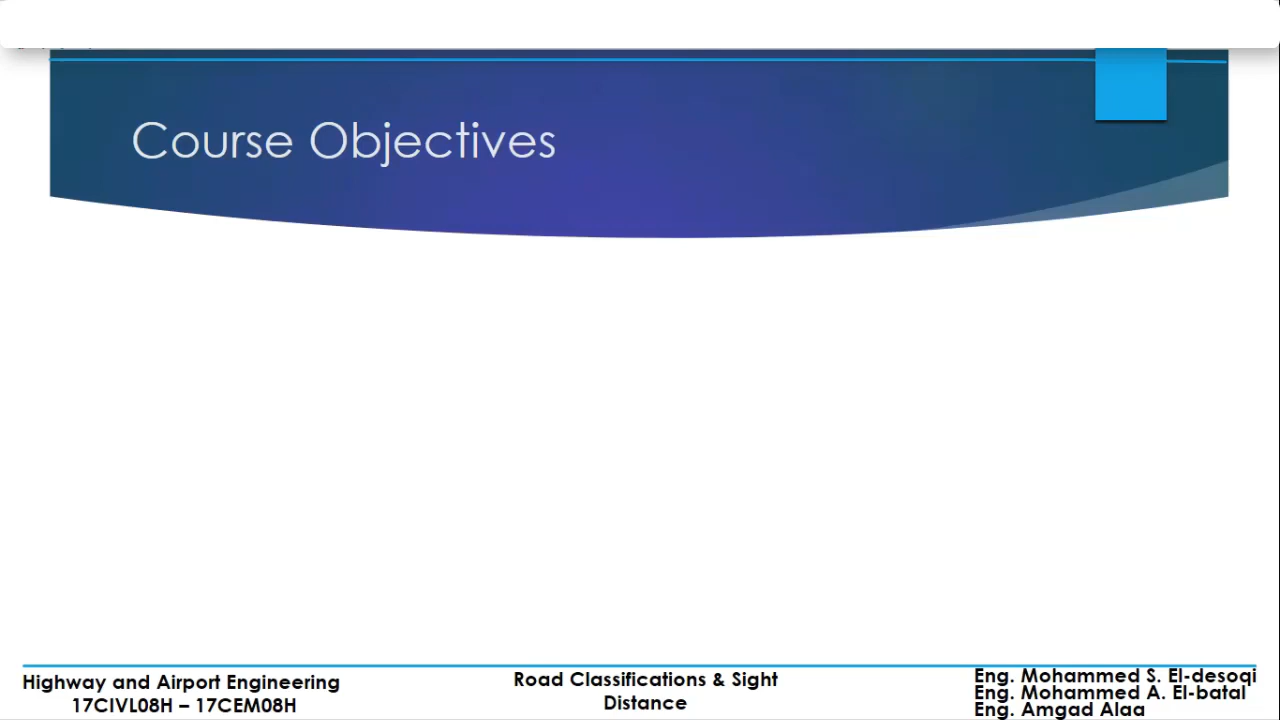 Course Objectives
Highway and Airport Engineering
17CIVL08H – 17CEM08H
Road Classifications & Sight
Distance
Eng. Mohammed S. El-desoqi
Eng. Mohammed A. El-batal
Eng. Amgad Alaa